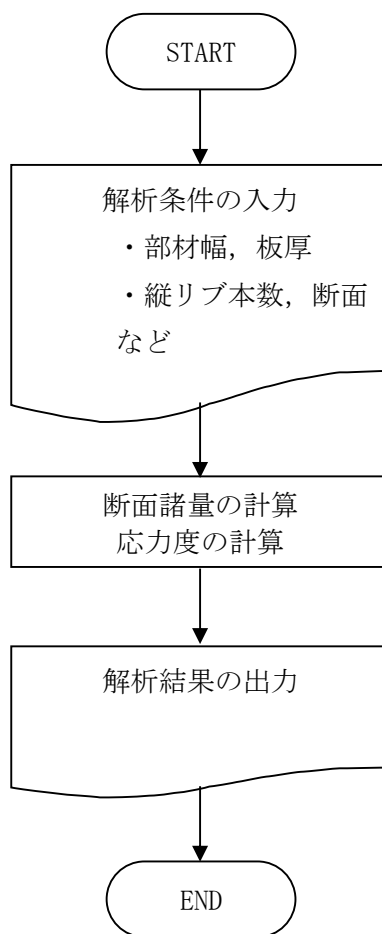 START
解析条件の入力
・部材幅，板厚
・縦リブ本数，断面
など
断面諸量の計算
応力度の計算
解析結果の出力
END